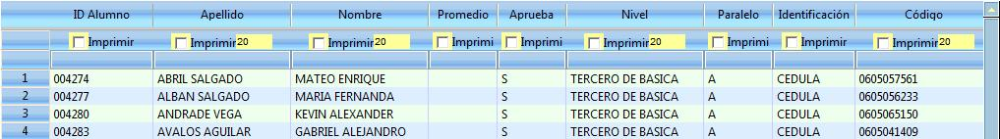 ID Alumno Apellido Nombre Promedio Aprueba Nivel Paralelo Identificación Código
Imprimir Imprimir 20 Imprimir 20 Imprimi Imprimi Imprimir 20 Imprimi Imprimir Imprimir 20
1 004274 ABRIL SALGADO MATEO ENRIQUE S TERCERO DE BASICA A CEDULA 0605057561
2 004277 ALBAN SALGADO MARIA FERNANDA S TERCERO DE BASICA A CEDULA 0605056233
3 004280 ANDRADE VEGA KEVIN ALEXANDER S TERCERO DE BASICA A CEDULA 0605065150
4 004283 AVALOS AGUILAR GABRIEL ALEJANDRO S TERCERO DE BASICA A CEDULA 0605041409